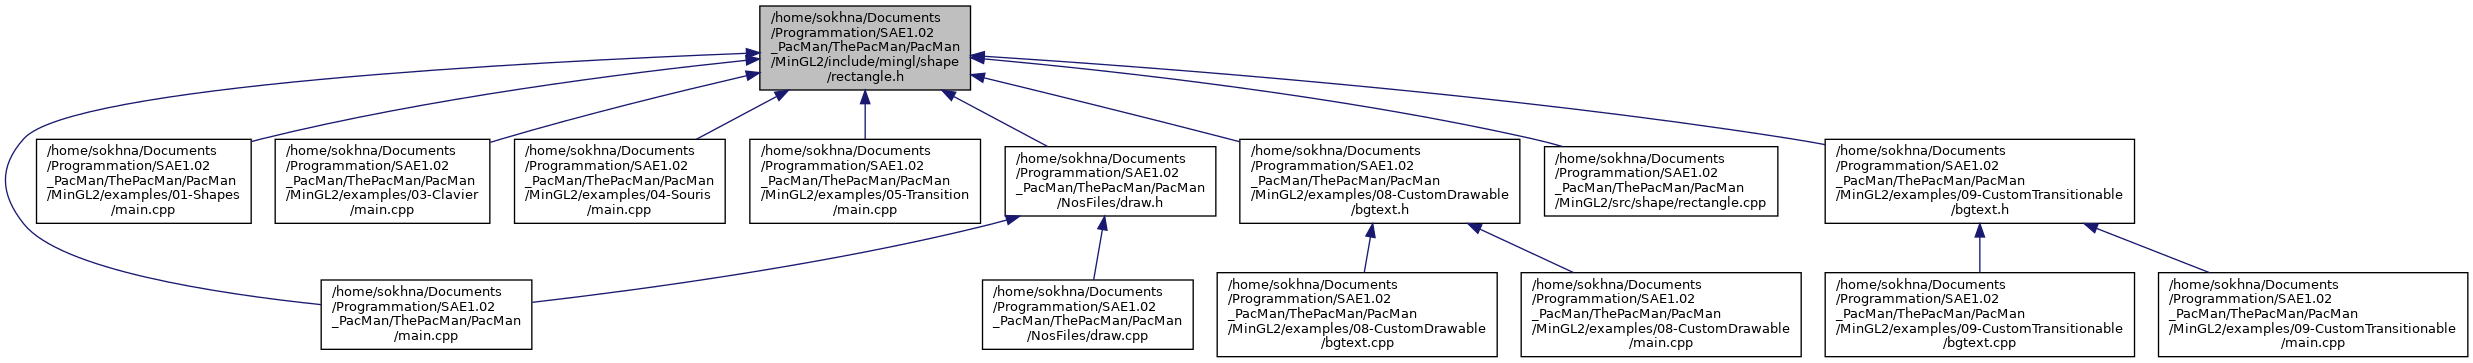 /home/sokhna/Documents
/Programmation/SAE1.02
_PacMan/ThePacMan/PacMan
/MinGL2/include/mingl/shape
/rectangle.h
/home/sokhna/Documents
/Programmation/SAE1.02
_PacMan/ThePacMan/PacMan
/MinGL2/examples/01-Shapes
/main.cpp
/home/sokhna/Documents
/Programmation/SAE1.02
_PacMan/ThePacMan/PacMan
/MinGL2/examples/03-Clavier
/main.cpp
/home/sokhna/Documents
/Programmation/SAE1.02
_PacMan/ThePacMan/PacMan
/MinGL2/examples/04-Souris
/main.cpp
/home/sokhna/Documents
/Programmation/SAE1.02
_PacMan/ThePacMan/PacMan
/MinGL2/examples/05-Transition
/main.cpp
/home/sokhna/Documents
/Programmation/SAE1.02
_PacMan/ThePacMan/PacMan
/NosFiles/draw.h
/home/sokhna/Documents
/Programmation/SAE1.02
_PacMan/ThePacMan/PacMan
/MinGL2/examples/08-CustomDrawable
/bgtext.h
/home/sokhna/Documents
/Programmation/SAE1.02
_PacMan/ThePacMan/PacMan
/MinGL2/src/shape/rectangle.cpp
/home/sokhna/Documents
/Programmation/SAE1.02
_PacMan/ThePacMan/PacMan
/MinGL2/examples/09-CustomTransitionable
/bgtext.h
/home/sokhna/Documents
/Programmation/SAE1.02
_PacMan/ThePacMan/PacMan
/main.cpp
/home/sokhna/Documents
/Programmation/SAE1.02
_PacMan/ThePacMan/PacMan
/NosFiles/draw.cpp
/home/sokhna/Documents
/Programmation/SAE1.02
_PacMan/ThePacMan/PacMan
/MinGL2/examples/08-CustomDrawable
/bgtext.cpp
/home/sokhna/Documents
/Programmation/SAE1.02
_PacMan/ThePacMan/PacMan
/MinGL2/examples/08-CustomDrawable
/main.cpp
/home/sokhna/Documents
/Programmation/SAE1.02
_PacMan/ThePacMan/PacMan
/MinGL2/examples/09-CustomTransitionable
/bgtext.cpp
/home/sokhna/Documents
/Programmation/SAE1.02
_PacMan/ThePacMan/PacMan
/MinGL2/examples/09-CustomTransitionable
/main.cpp